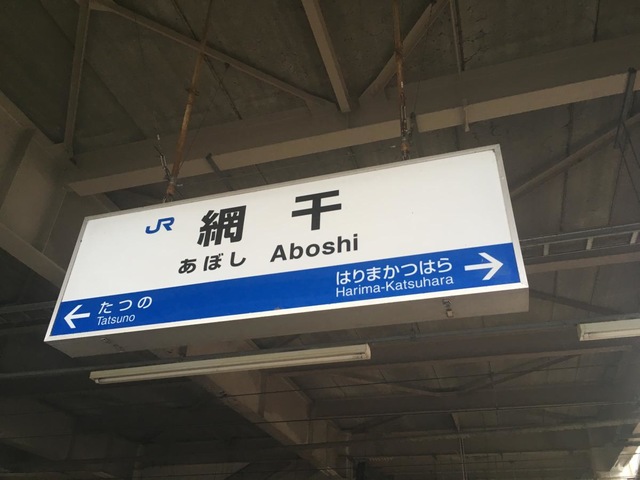 JR 網干
あぼし Aboshi
← たつの
Tatsuno
はりまかつはら →
Harima-Katsuhara